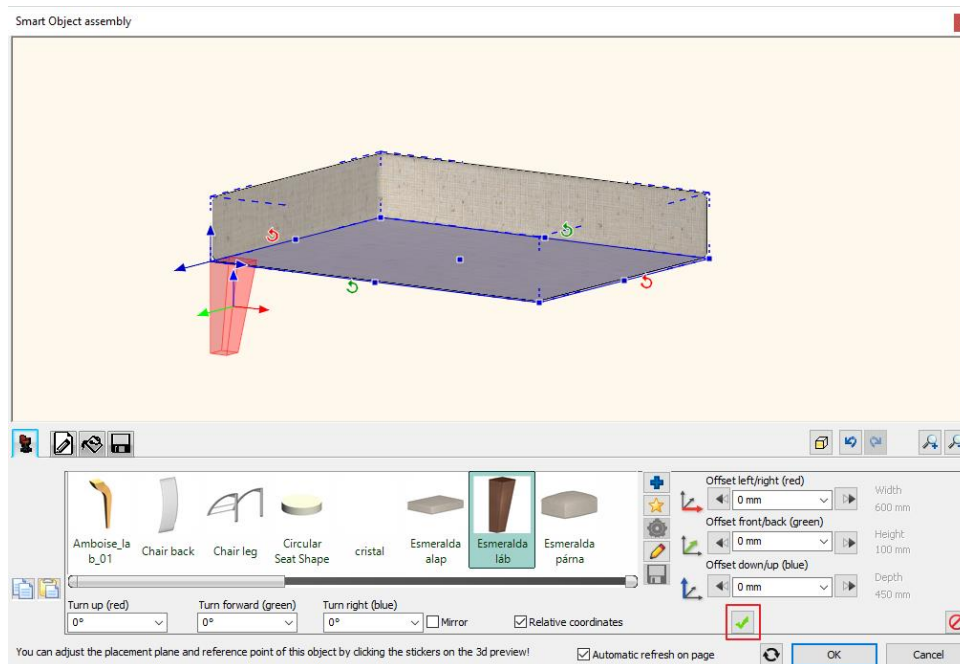 Smart Object assembly
Amboise_la
b_01
Chair back
Chair leg
Circular
Seat Shape
cristal
Esmeralda
alap
Esmeralda
láb
Esmeralda
párna
Offset left/right (red)
0 mm
Width
600 mm
Offset front/back (green)
0 mm
Height
100 mm
Offset down/up (blue)
0 mm
Depth
450 mm
Turn up (red)
Turn forward (green)
Turn right (blue)
0°
0°
0°
Mirror
Relative coordinates
You can adjust the placement plane and reference point of this object by clicking the stickers on the 3d preview!
Automatic refresh on page
OK
Cancel